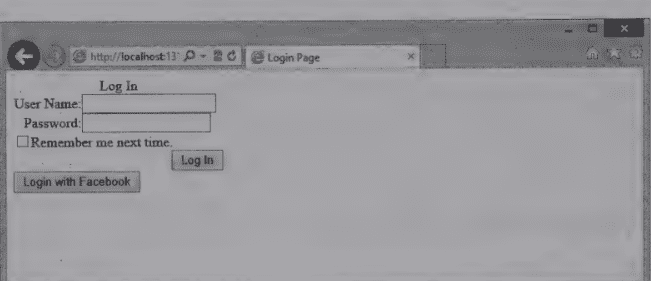 http://localhost:13 Login Page
Log In
User Name:
Password:
Remember me next time.
Log In
Login with Facebook